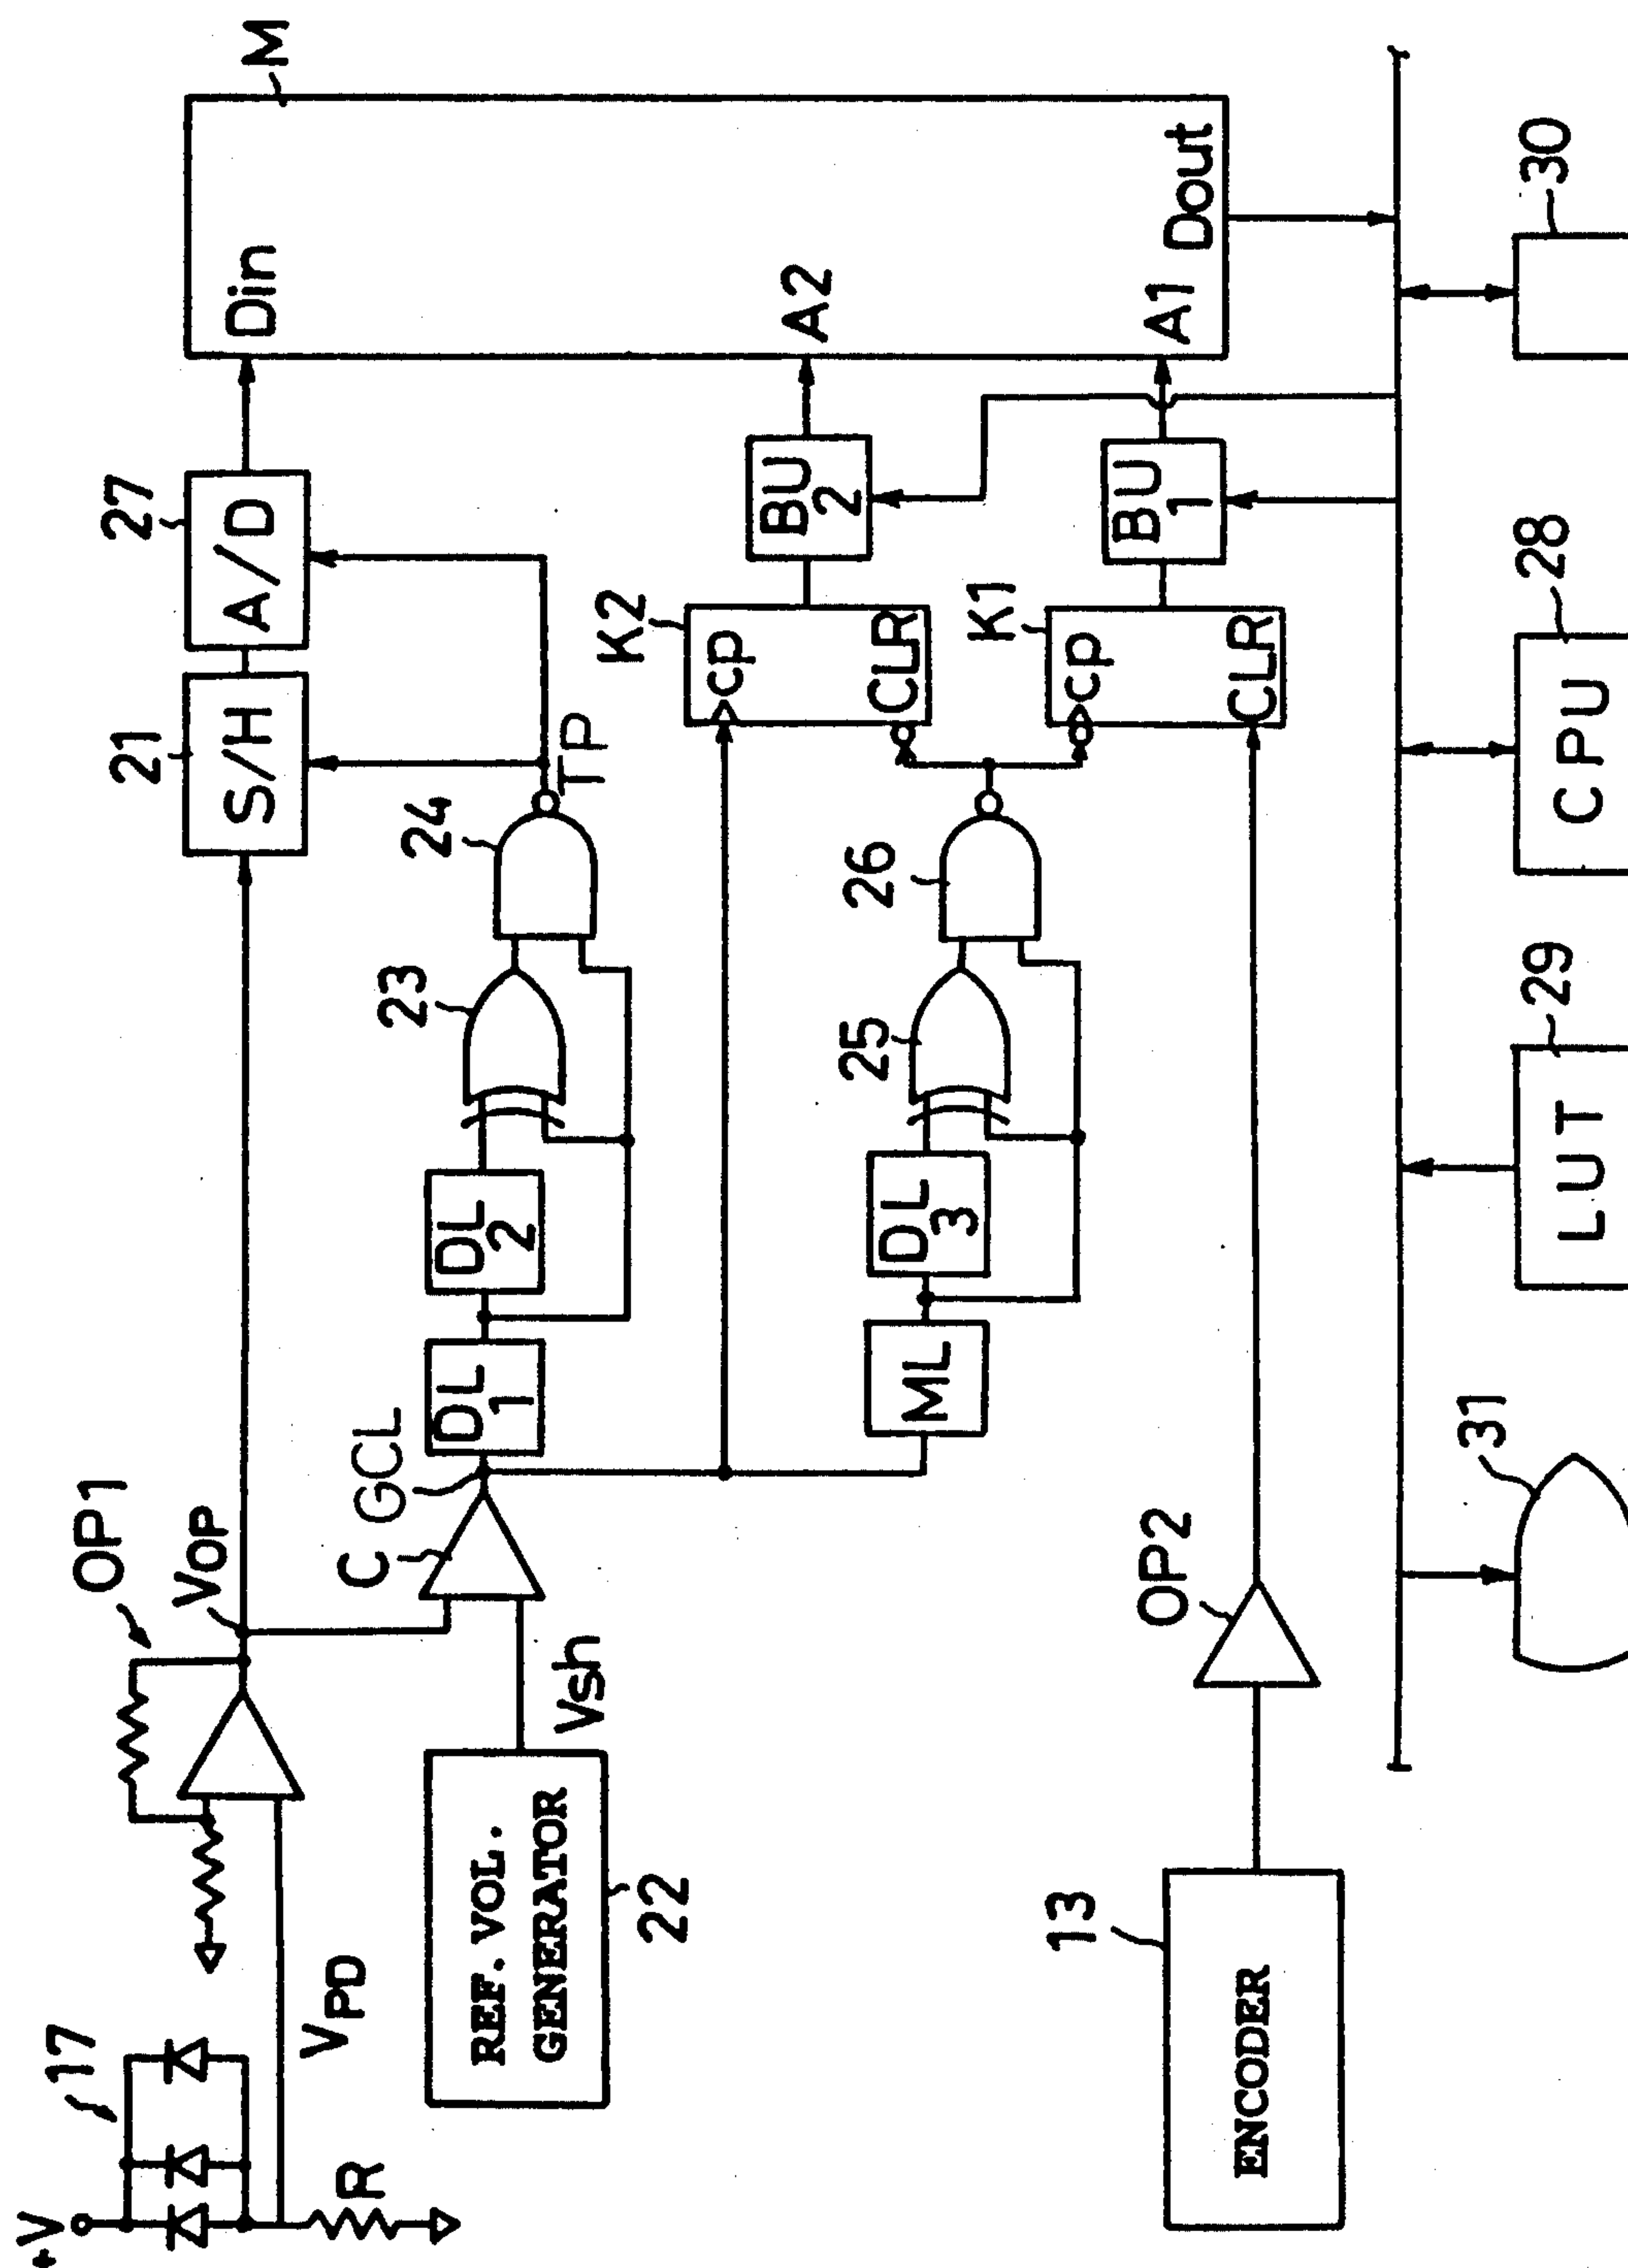 +V
17
R
VPD
OP1
VOP
REF. VOL.
GENERATOR
22
Vsh
C
GCL
DL
1
DL
2
23
24
TP
21
S/H
27
A/D
Din
M
ML
DL
3
25
26
K2
cp
CLR
BU
2
A2
K1
cp
CLR
BU
1
A1
Dout
13
ENCODER
OP2
31
LUT
29
CPU
28
30